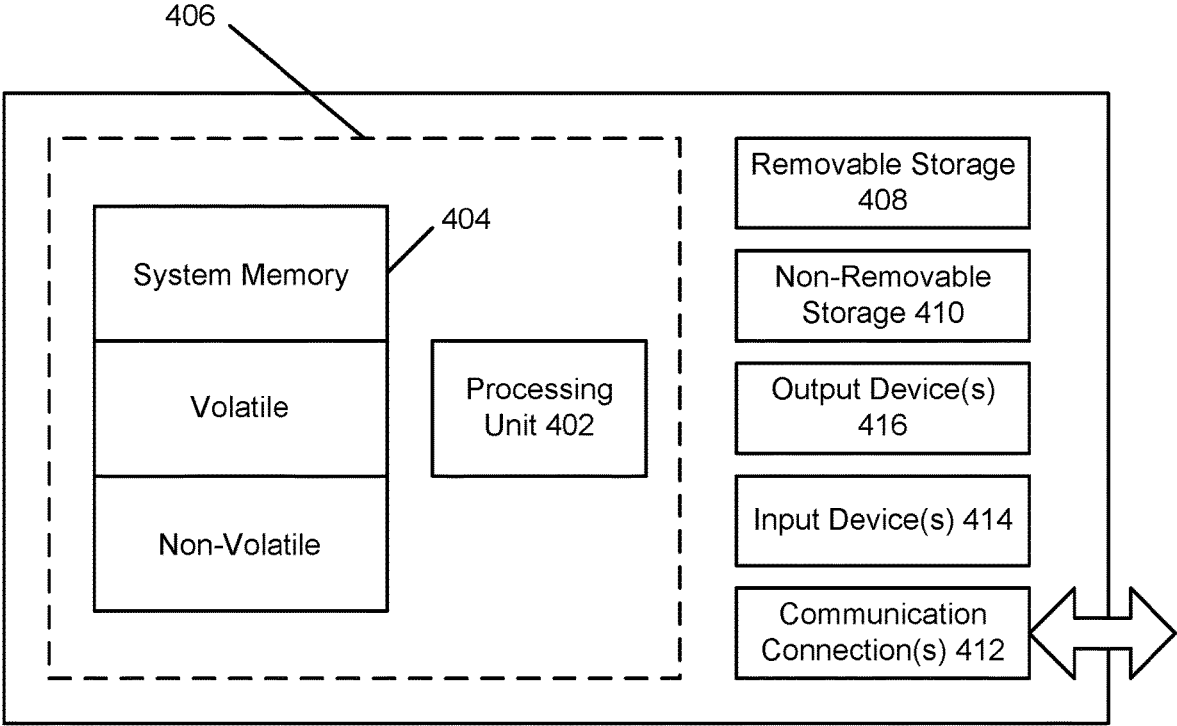 406
404
System Memory
Volatile
Non-Volatile
Processing
Unit 402
Removable Storage
408
Non-Removable
Storage 410
Output Device(s)
416
Input Device(s) 414
Communication
Connection(s) 412